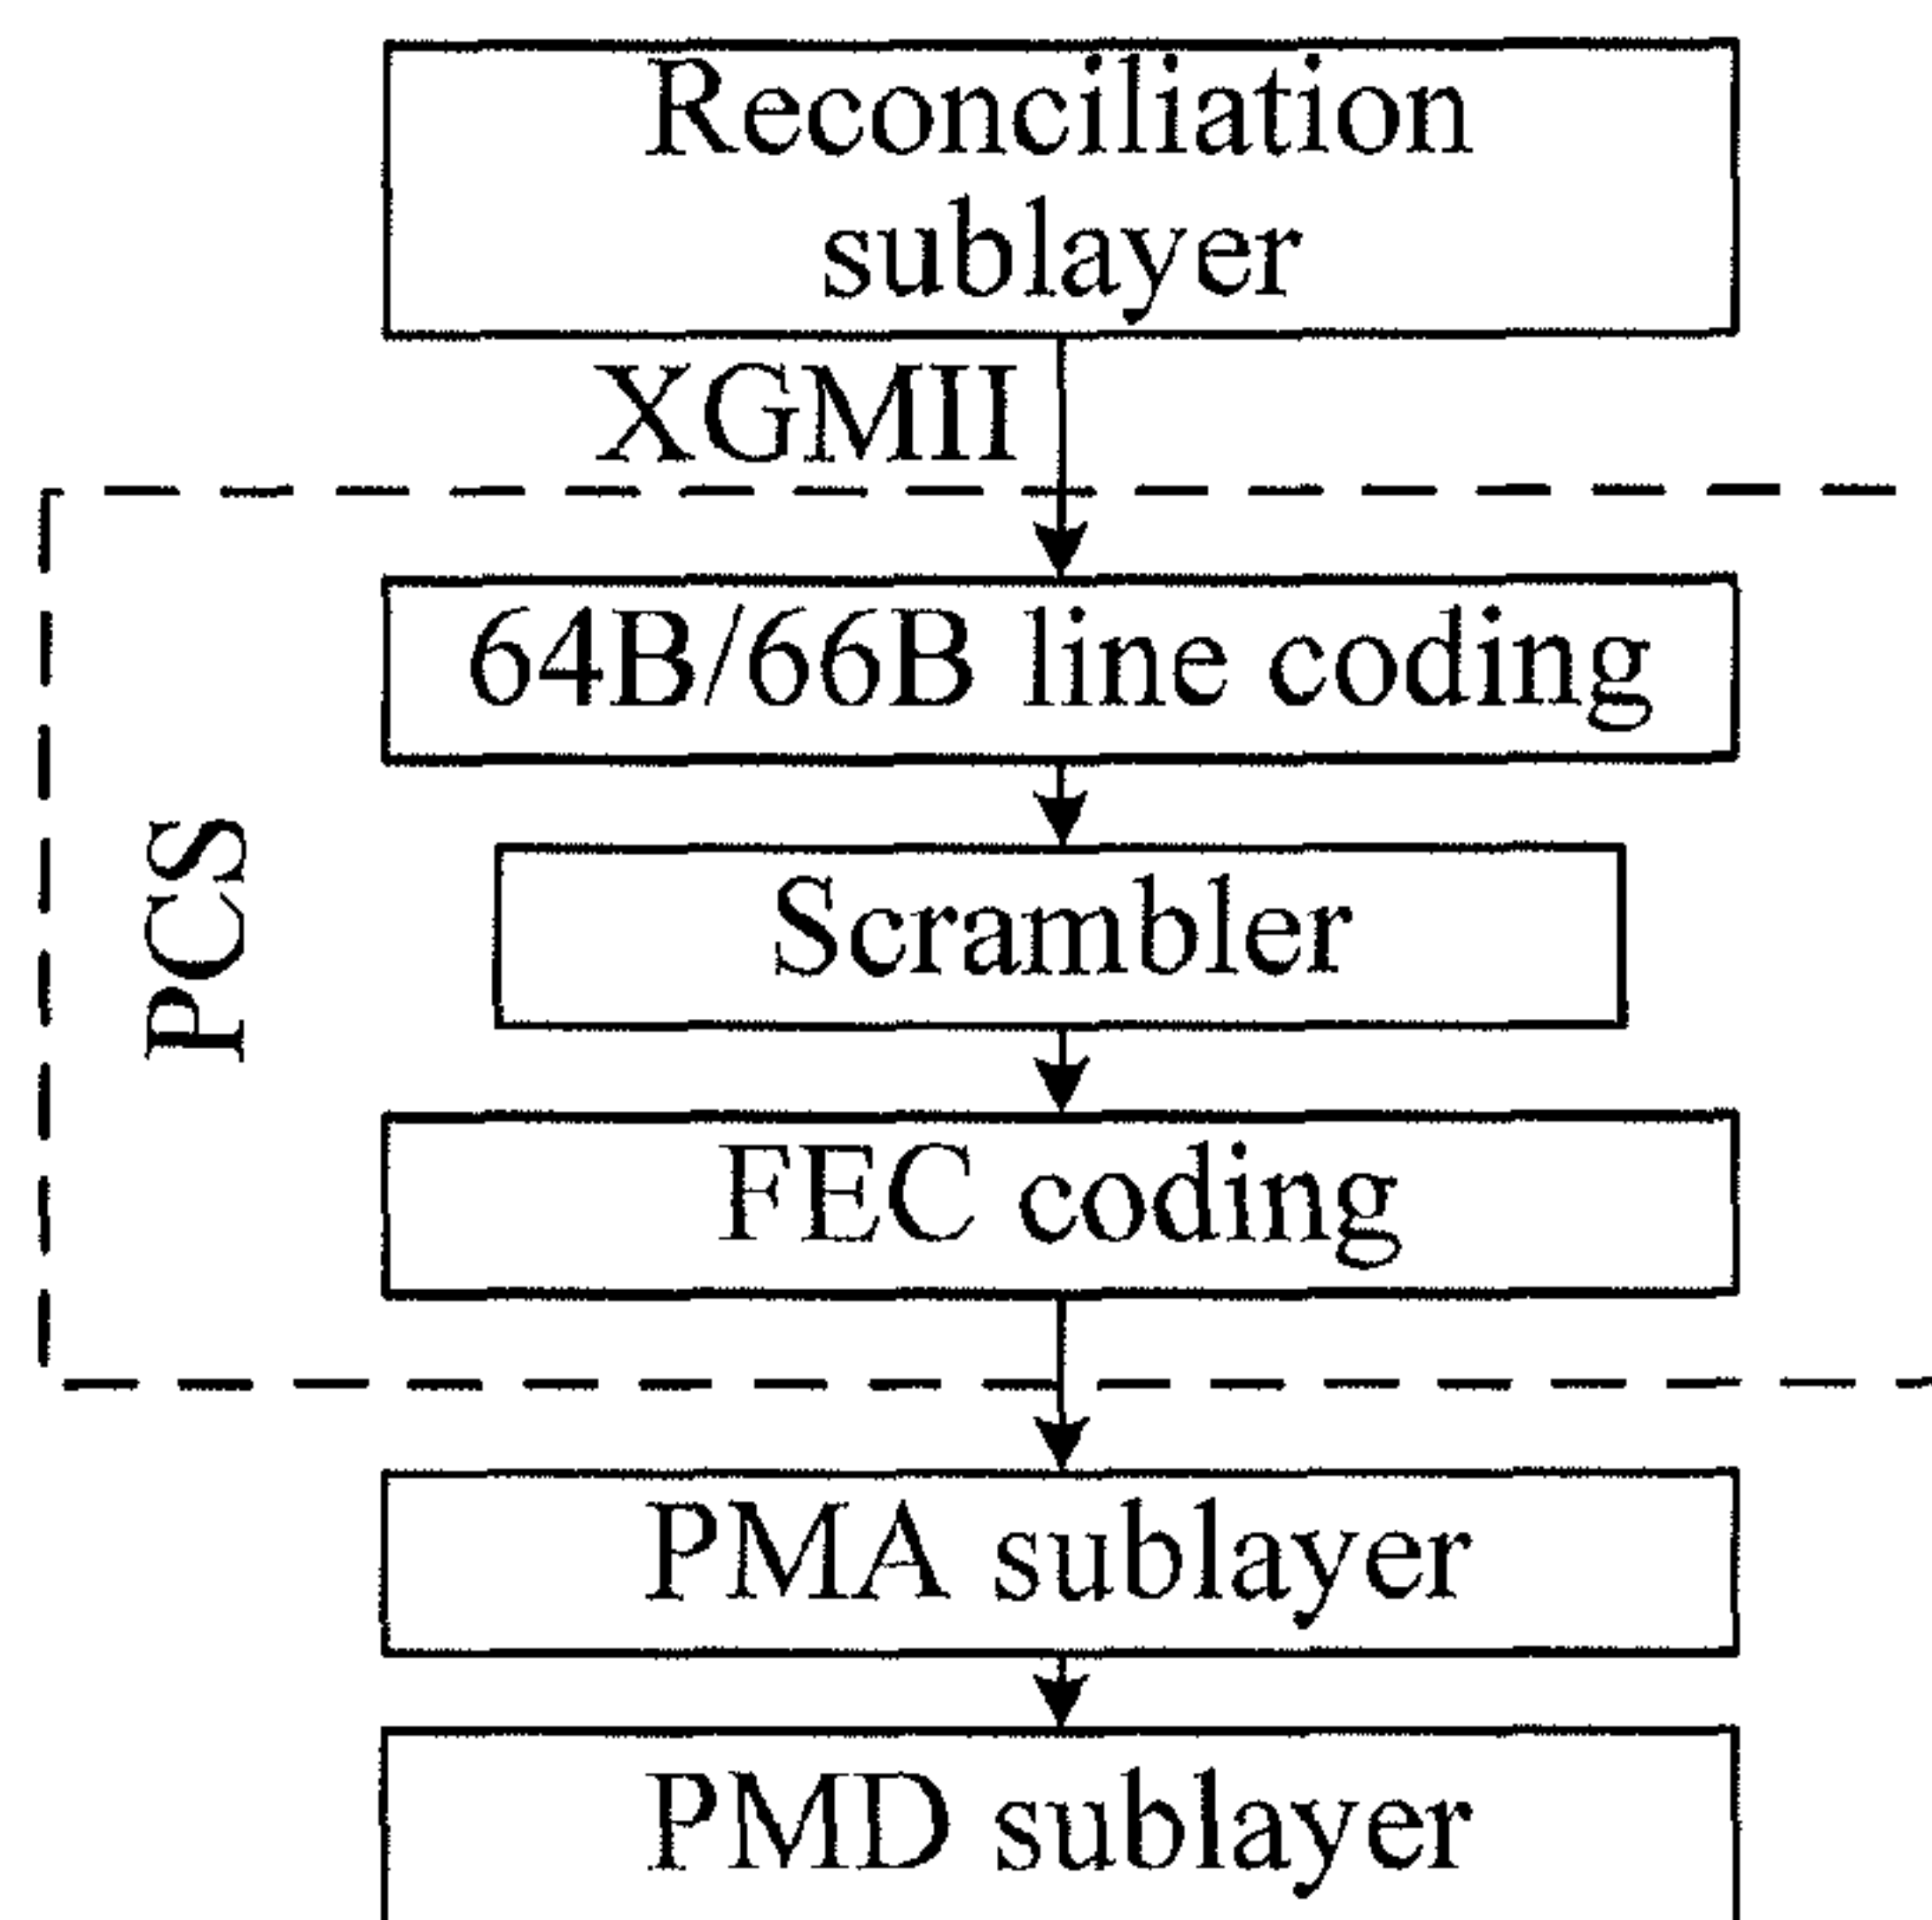 Reconciliation
sublayer
XGMII
64B/66B line coding
Scrambler
PCS
FEC coding
PMA sublayer
PMD sublayer